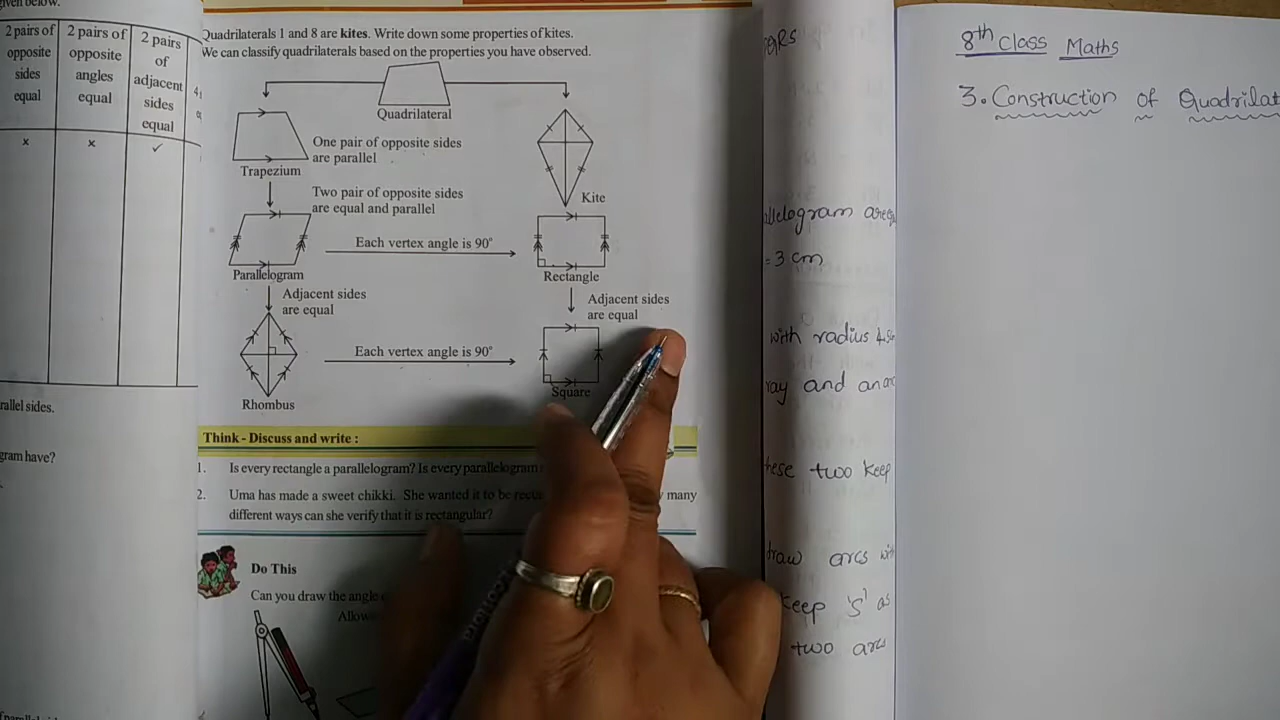 given below.
2 pairs of
opposite
sides
equal
2 pairs of
opposite
angles
equal
2 pairs
of
adjacent
sides
equal
×
×
✓
rallel sides.
gram have?
Quadrilaterals 1 and 8 are kites. Write down some properties of kites.
We can classify quadrilaterals based on the properties you have observed.
Quadrilateral
One pair of opposite sides
are parallel
Trapezium
Two pair of opposite sides
are equal and parallel
Kite
Each vertex angle is 90°
Parallelogram
Rectangle
Adjacent sides
are equal
Adjacent sides
are equal
Each vertex angle is 90°
Square
Rhombus
Think - Discuss and write :
1. Is every rectangle a parallelogram? Is every parallelogram
2. Uma has made a sweet chikki. She wanted it to be many
different ways can she verify that it is rectangular?
Do This
Can you draw the angle
= 3 cm
with radius
and an
these two keep
draw arcs
keep 'S' as
two arcs
8th Class Maths
3. Construction of Quadrilat